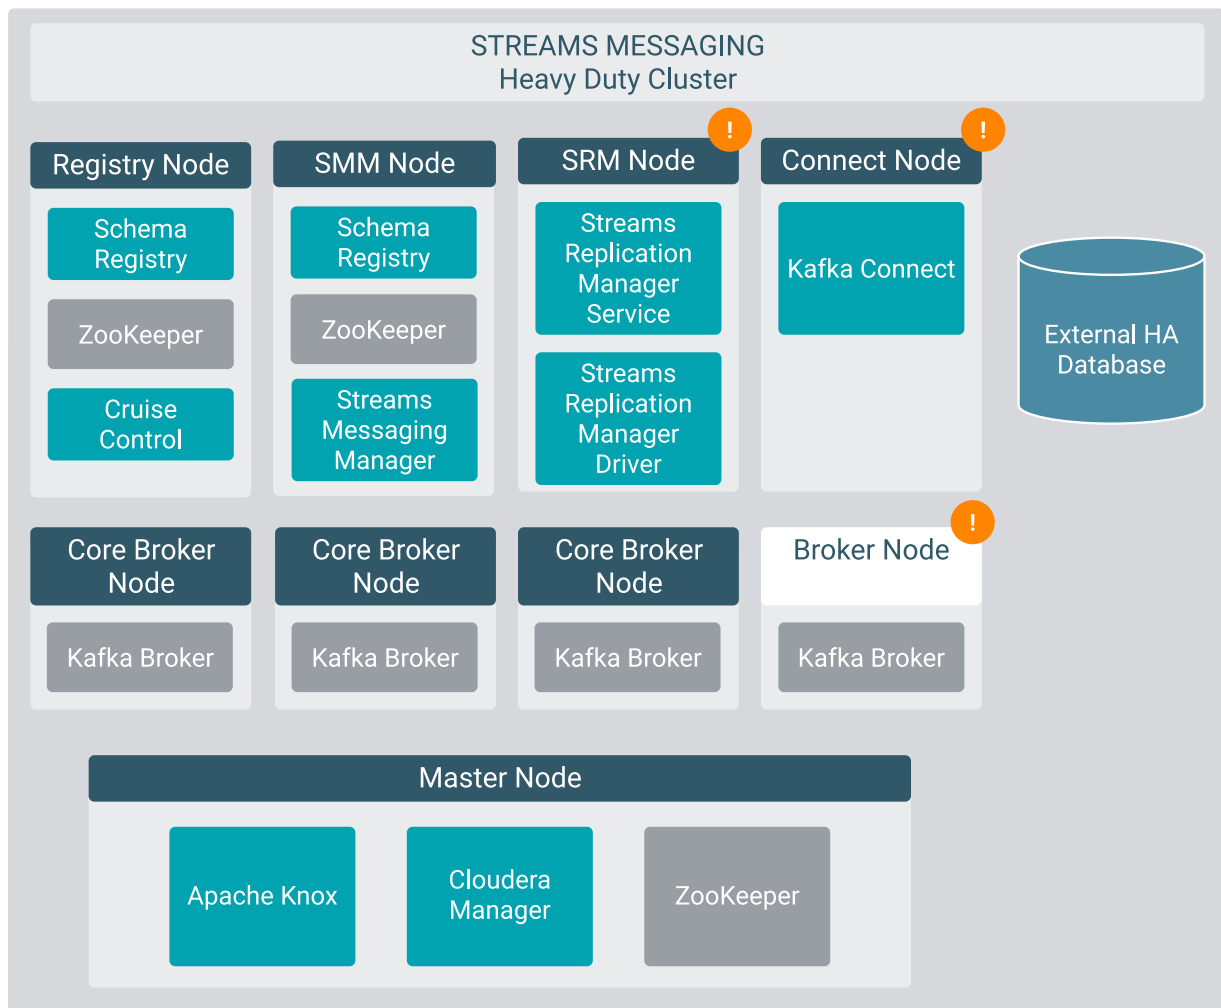 STREAMS MESSAGING
Heavy Duty Cluster
!
!
Registry Node
SMM Node
SRM Node
Connect Node
Schema
Registry
ZooKeeper
Cruise
Control
Schema
Registry
ZooKeeper
Streams
Messaging
Manager
Streams
Replication
Manager
Service
Streams
Replication
Manager
Driver
Kafka Connect
External HA
Database
Core Broker
Node
Kafka Broker
Core Broker
Node
Kafka Broker
Core Broker
Node
Kafka Broker
!
Broker Node
Kafka Broker
Master Node
Apache Knox
Cloudera
Manager
ZooKeeper